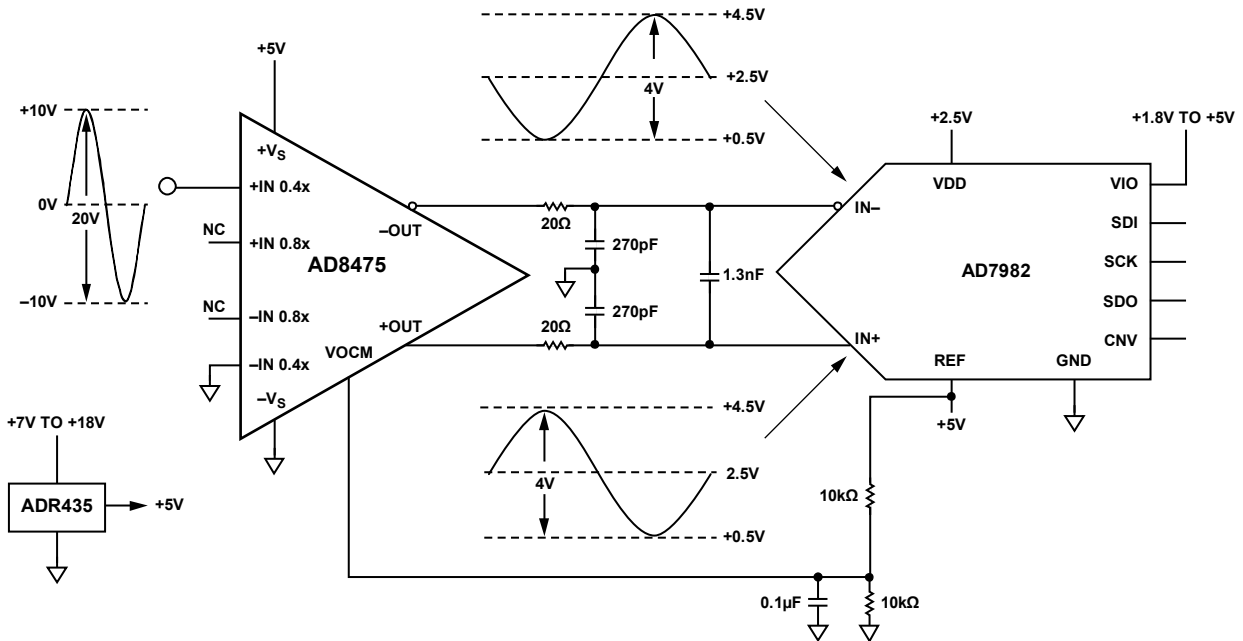 +5V
+10V
0V
20V
–10V
+VS
+IN 0.4x
NC
+IN 0.8x
AD8475
NC
–IN 0.8x
–IN 0.4x
–VS
VOCM
–OUT
+OUT
+7V TO +18V
ADR435
+5V
+4.5V
+2.5V
4V
+0.5V
20Ω
270pF
270pF
20Ω
1.3nF
+4.5V
2.5V
4V
+0.5V
+2.5V
+1.8V TO +5V
VDD
VIO
IN–
SDI
AD7982
SCK
SDO
IN+
CNV
REF
GND
+5V
10kΩ
0.1µF
10kΩ